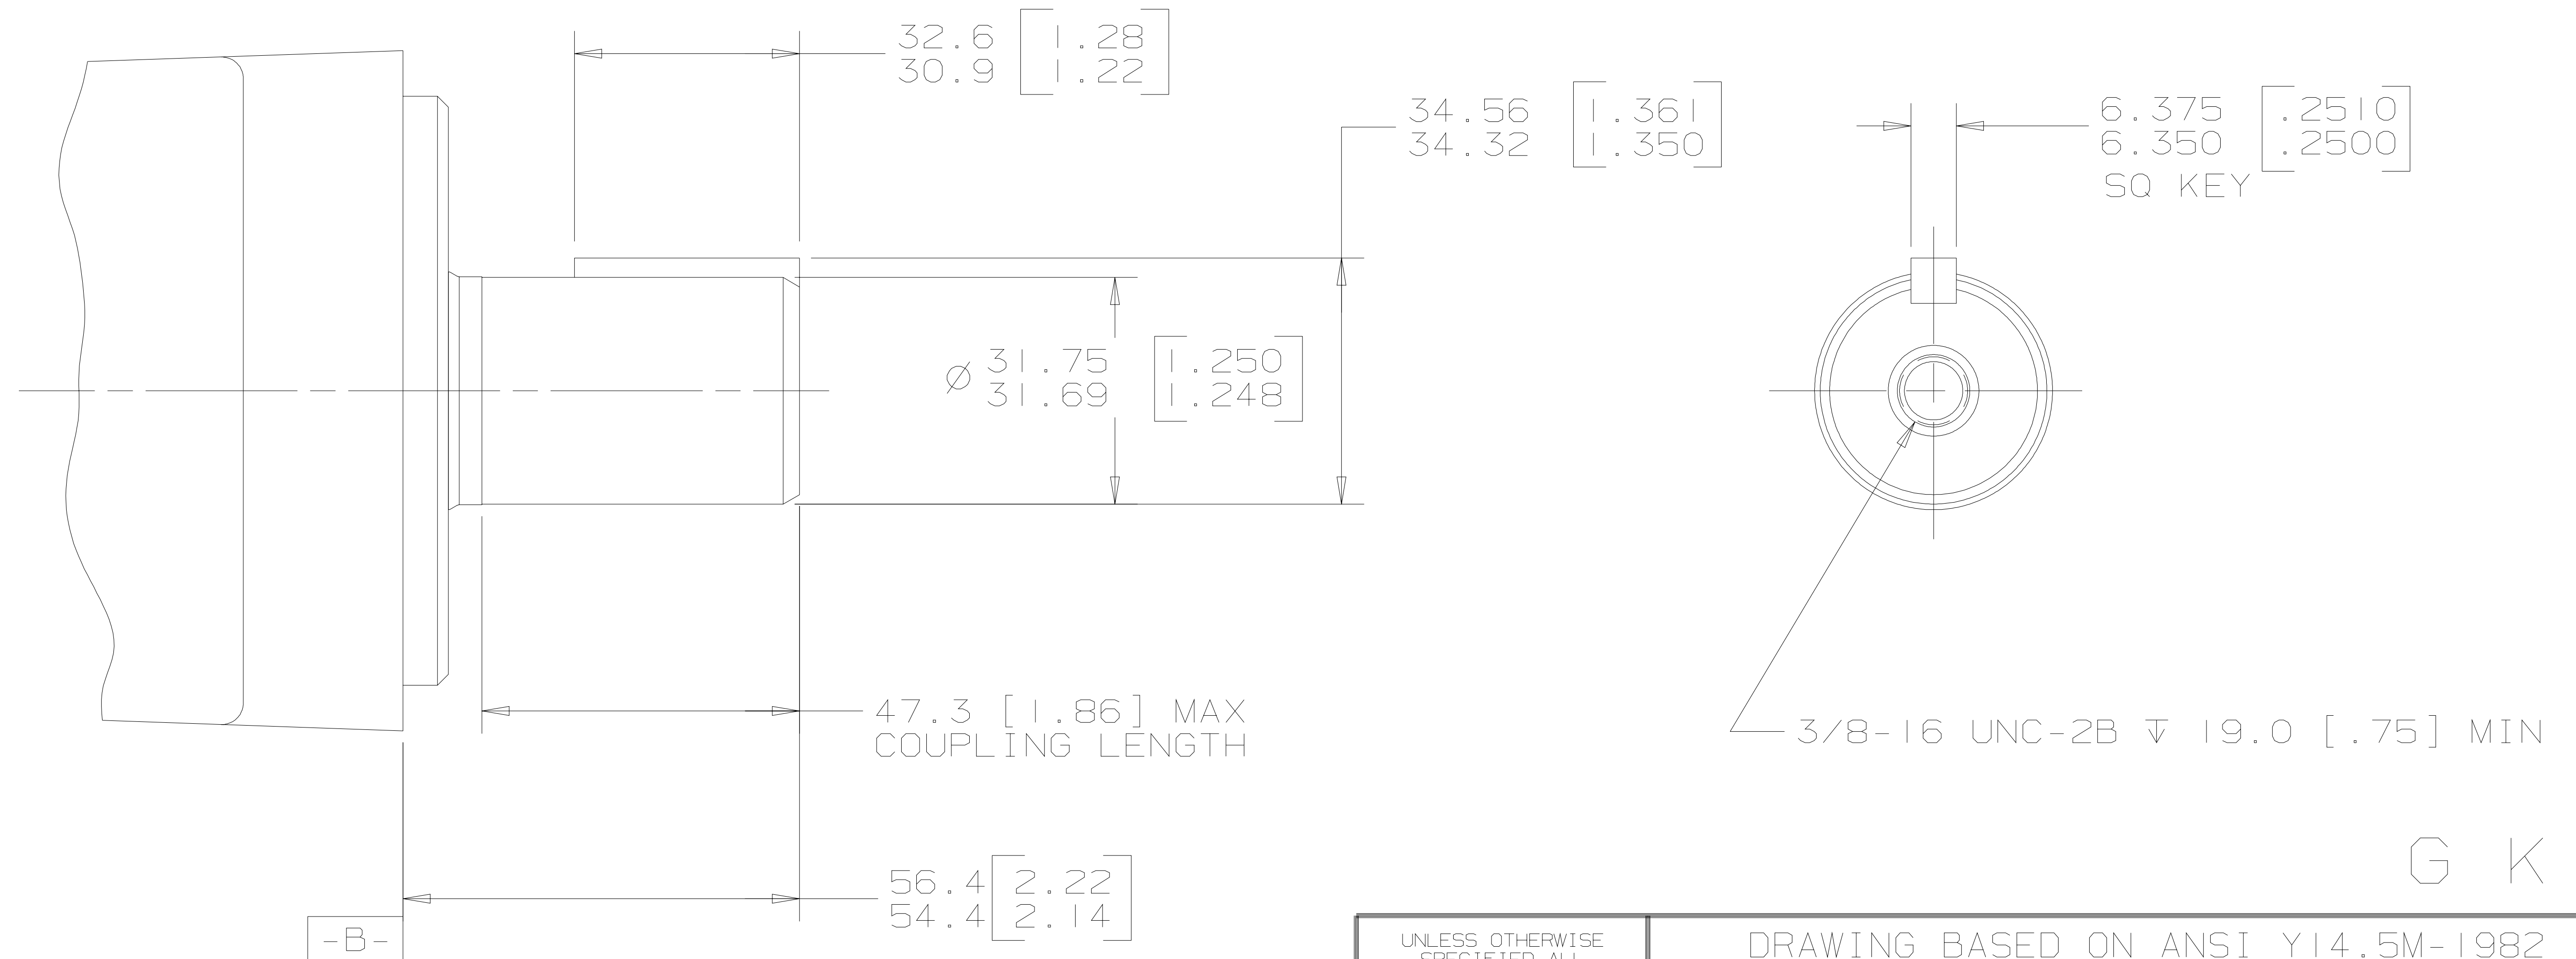 32.6 [1.28
30.9 1.22]
34.56 [1.361
34.32 1.350]
6.375 [.2510
6.350 .2500]
SQ KEY
⌀ 31.75 [1.250
31.69 1.248]
47.3 [1.86] MAX
COUPLING LENGTH
3/8-16 UNC-2B ↧ 19.0 [.75] MIN
56.4 [2.22
54.4 2.14]
-B-
G K
UNLESS OTHERWISE
SPECIFIED ALL
DRAWING BASED ON ANSI Y14.5M-1982